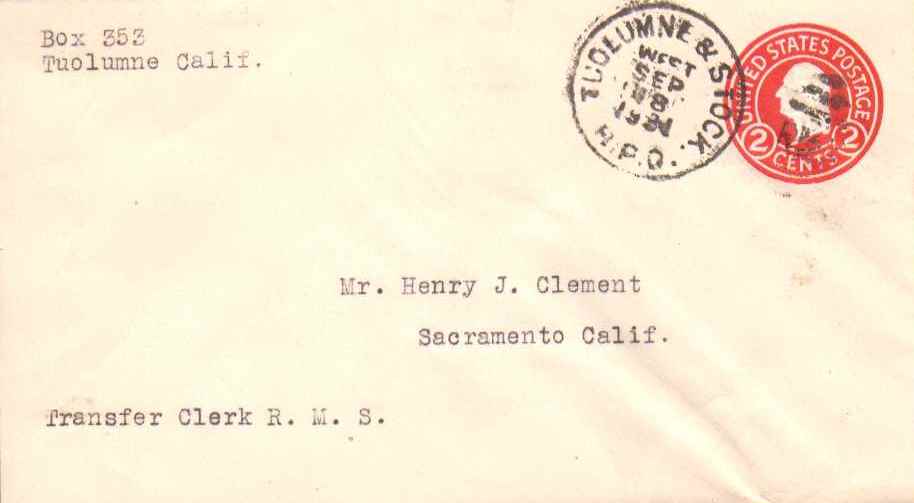 Box 353
Tuolumne Calif.
TUOLUMNE & STOCK.
WEST
SEP
R.P.O.
UNITED STATES POSTAGE
2 CENTS 2
Mr. Henry J. Clement
Sacramento Calif.
Transfer Clerk R. M. S.